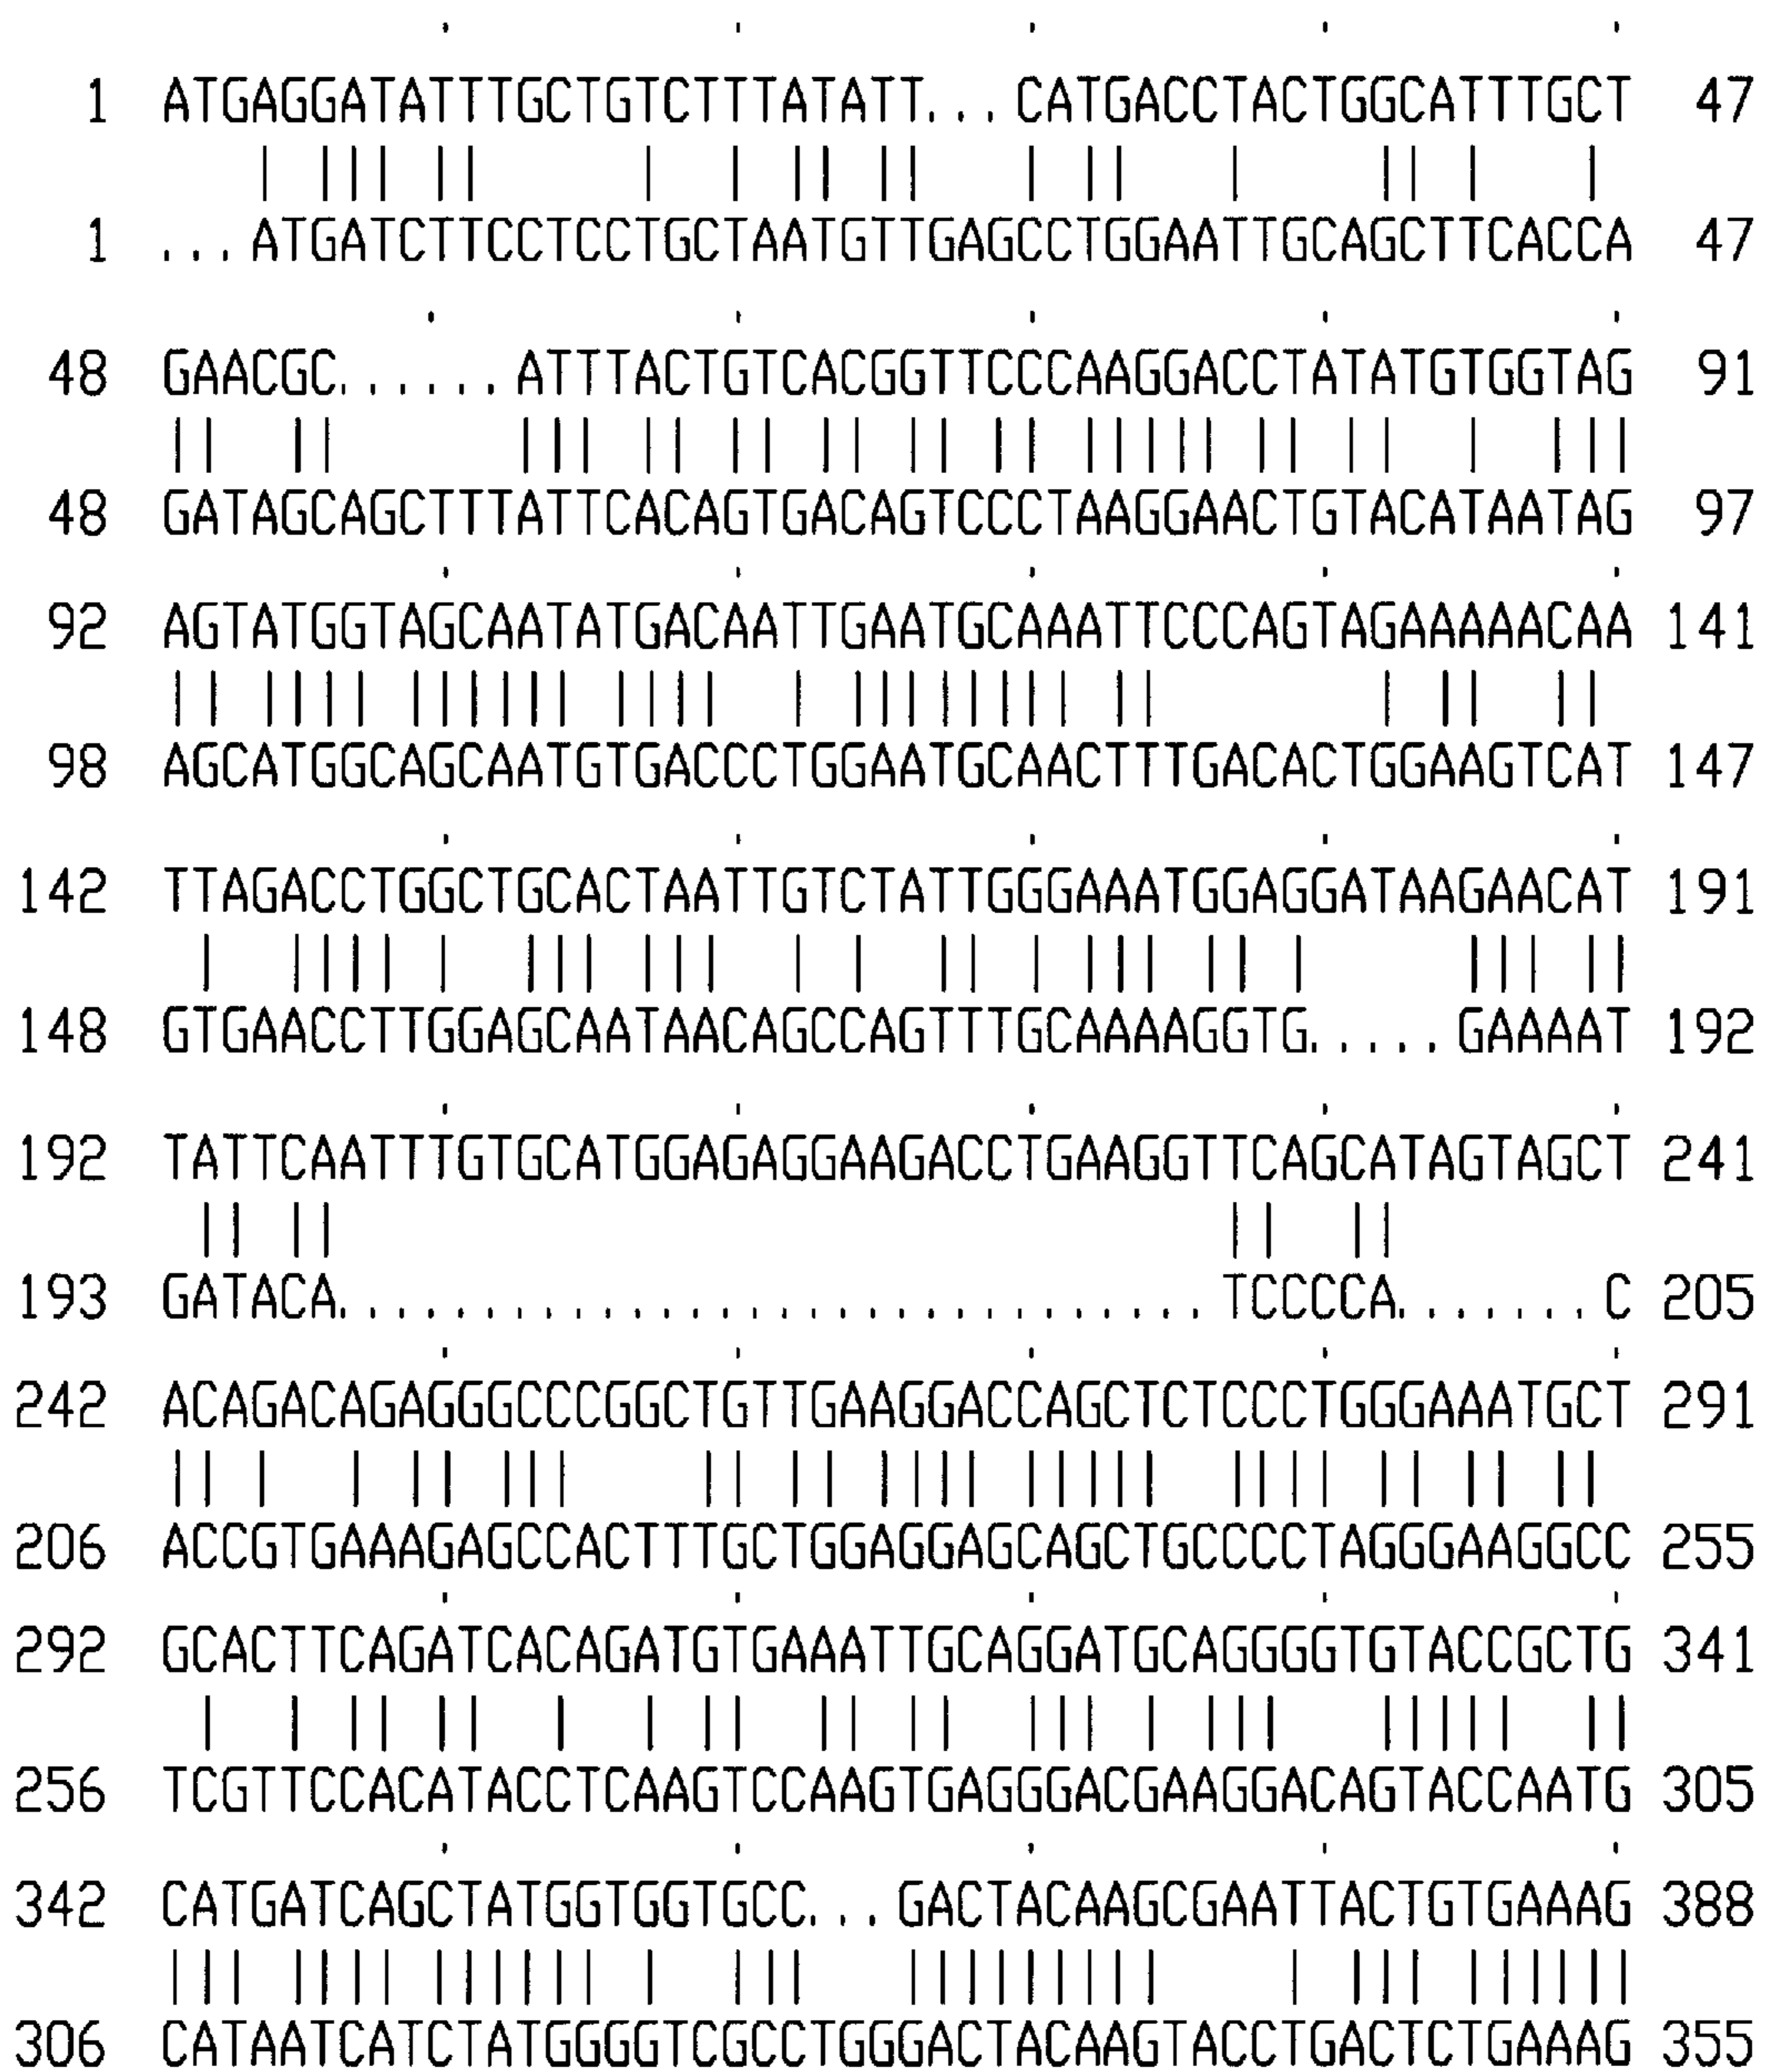 1 ATGAGGATATTTGCTGTCTTTATATT...CATGACCTACTGGCATTTGCT 47
1 ...ATGATCTTCCTCCTGCTAATGTTGAGCCTGGAATTGCAGCTTCACCA 47
48 GAACGC......ATTTACTGTCACGGTTCCCAAGGACCTATATGTGGTAG 91
48 GATAGCAGCTTTATTCACAGTGACAGTCCCTAAGGAACTGTACATAATAG 97
92 AGTATGGTAGCAATATGACAATTGAATGCAAATTCCCAGTAGAAAAACAA 141
98 AGCATGGCAGCAATGTGACCCTGGAATGCAACTTTGACACTGGAAGTCAT 147
142 TTAGACCTGGCTGCACTAATTGTCTATTGGGAAATGGAGGATAAGAACAT 191
148 GTGAACCTTGGAGCAATAACAGCCAGTTTGCAAAAGGTG.....GAAAAT 192
192 TATTCAATTTGTGCATGGAGAGGAAGACCTGAAGGTTCAGCATAGTAGCT 241
193 GATACA..............................TCCCCA.......C 205
242 ACAGACAGAGGGCCCGGCTGTTGAAGGACCAGCTCTCCCTGGGAAATGCT 291
206 ACCGTGAAAGAGCCACTTTGCTGGAGGAGCAGCTGCCCCTAGGGAAGGCC 255
292 GCACTTCAGATCACAGATGTGAAATTGCAGGATGCAGGGGTGTACCGCTG 341
256 TCGTTCCACATACCTCAAGTCCAAGTGAGGGACGAAGGACAGTACCAATG 305
342 CATGATCAGCTATGGTGGTGCC...GACTACAAGCGAATTACTGTGAAAG 388
306 CATAATCATCTATGGGGTCGCCTGGGACTACAAGTACCTGACTCTGAAAG 355